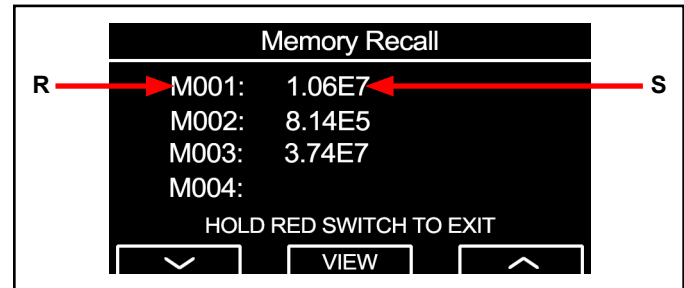 Memory Recall
R M001: 1.06E7 S
M002: 8.14E5
M003: 3.74E7
M004:
HOLD RED SWITCH TO EXIT
VIEW